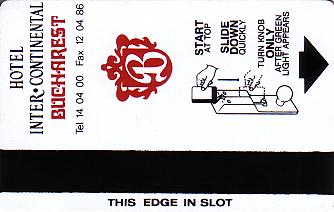 HOTEL
INTER•CONTINENTAL
BUCHAREST
Tel 14 04 00 Fax 12 04 86
B
START
AT TOP
SLIDE
DOWN
QUICKLY
TURN KNOB
ONLY
AFTER GREEN
LIGHT APPEARS
THIS EDGE IN SLOT